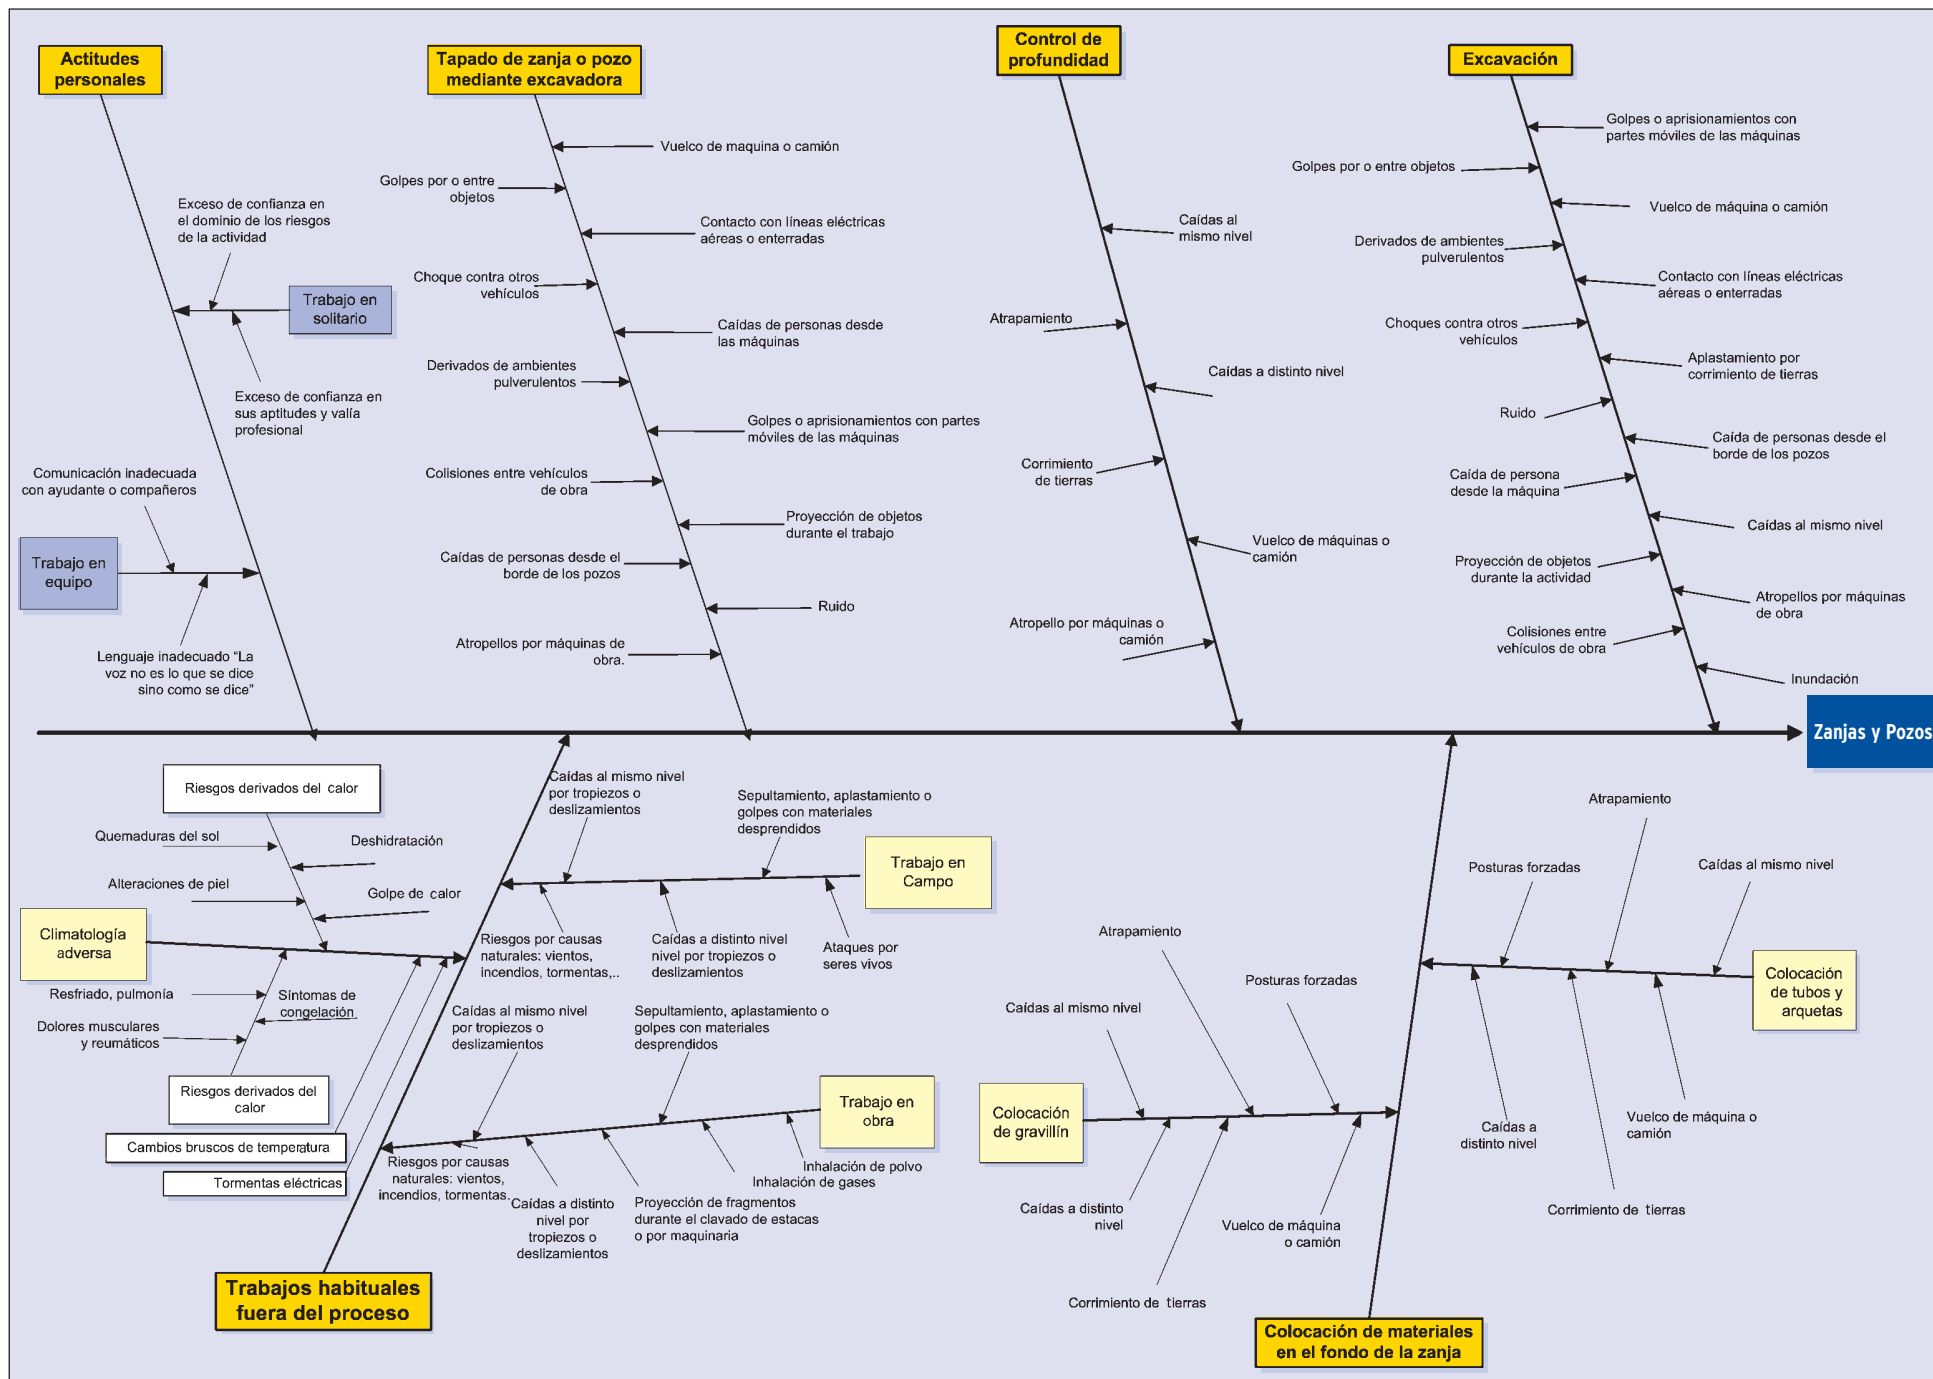 Actitudes
personales
Tapado de zanja o pozo
mediante excavadora
Control de
profundidad
Excavación
Exceso de confianza en
el dominio de los riesgos
de la actividad
Trabajo en
solitario
Exceso de confianza en
sus aptitudes y valía
profesional
Comunicación inadecuada
con ayudante o compañeros
Trabajo en
equipo
Lenguaje inadecuado “La
voz no es lo que se dice
sino como se dice”
Vuelco de maquina o camión
Golpes por o entre
objetos
Contacto con líneas eléctricas
aéreas o enterradas
Choque contra otros
vehículos
Caídas de personas desde
las máquinas
Derivados de ambientes
pulverulentos
Golpes o aprisionamientos con partes
móviles de las máquinas
Colisiones entre vehículos
de obra
Proyección de objetos
durante el trabajo
Caídas de personas desde el
borde de los pozos
Ruido
Atropellos por máquinas de
obra.
Caídas al
mismo nivel
Atrapamiento
Caídas a distinto nivel
Corrimiento
de tierras
Vuelco de máquinas o
camión
Atropello por máquinas o
camión
Golpes o aprisionamientos con
partes móviles de las máquinas
Golpes por o entre objetos
Vuelco de máquina o camión
Derivados de ambientes
pulverulentos
Contacto con líneas eléctricas
aéreas o enterradas
Choques contra otros
vehículos
Aplastamiento por
corrimiento de tierras
Ruido
Caída de personas desde el
borde de los pozos
Caída de persona
desde la máquina
Caídas al mismo nivel
Proyección de objetos
durante la actividad
Atropellos por máquinas
de obra
Colisiones entre
vehículos de obra
Inundación
Zanjas y Pozos
Riesgos derivados del calor
Quemaduras del sol
Deshidratación
Alteraciones de piel
Golpe de calor
Climatología
adversa
Resfriado, pulmonía
Síntomas de
congelación
Dolores musculares
y reumáticos
Riesgos derivados del
calor
Cambios bruscos de temperatura
Tormentas eléctricas
Caídas al mismo nivel
por tropiezos o
deslizamientos
Sepultamiento, aplastamiento o
golpes con materiales
desprendidos
Trabajo en
Campo
Riesgos por causas
naturales: vientos,
incendios, tormentas,..
Caídas a distinto nivel
nivel por tropiezos o
deslizamientos
Ataques por
seres vivos
Caídas al mismo nivel
por tropiezos o
deslizamientos
Sepultamiento, aplastamiento o
golpes con materiales
desprendidos
Trabajo en
obra
Riesgos por causas
naturales: vientos,
incendios, tormentas.
Caídas a distinto
nivel por
tropiezos o
deslizamientos
Proyección de fragmentos
durante el clavado de estacas
o por maquinaria
Inhalación de polvo
Inhalación de gases
Trabajos habituales
fuera del proceso
Atrapamiento
Posturas forzadas
Caídas al mismo nivel
Colocación
de tubos y
arquetas
Caídas a
distinto nivel
Vuelco de máquina o
camión
Corrimiento de tierras
Atrapamiento
Posturas forzadas
Caídas al mismo nivel
Colocación
de gravillín
Caídas a distinto
nivel
Vuelco de máquina
o camión
Corrimiento de tierras
Colocación de materiales
en el fondo de la zanja